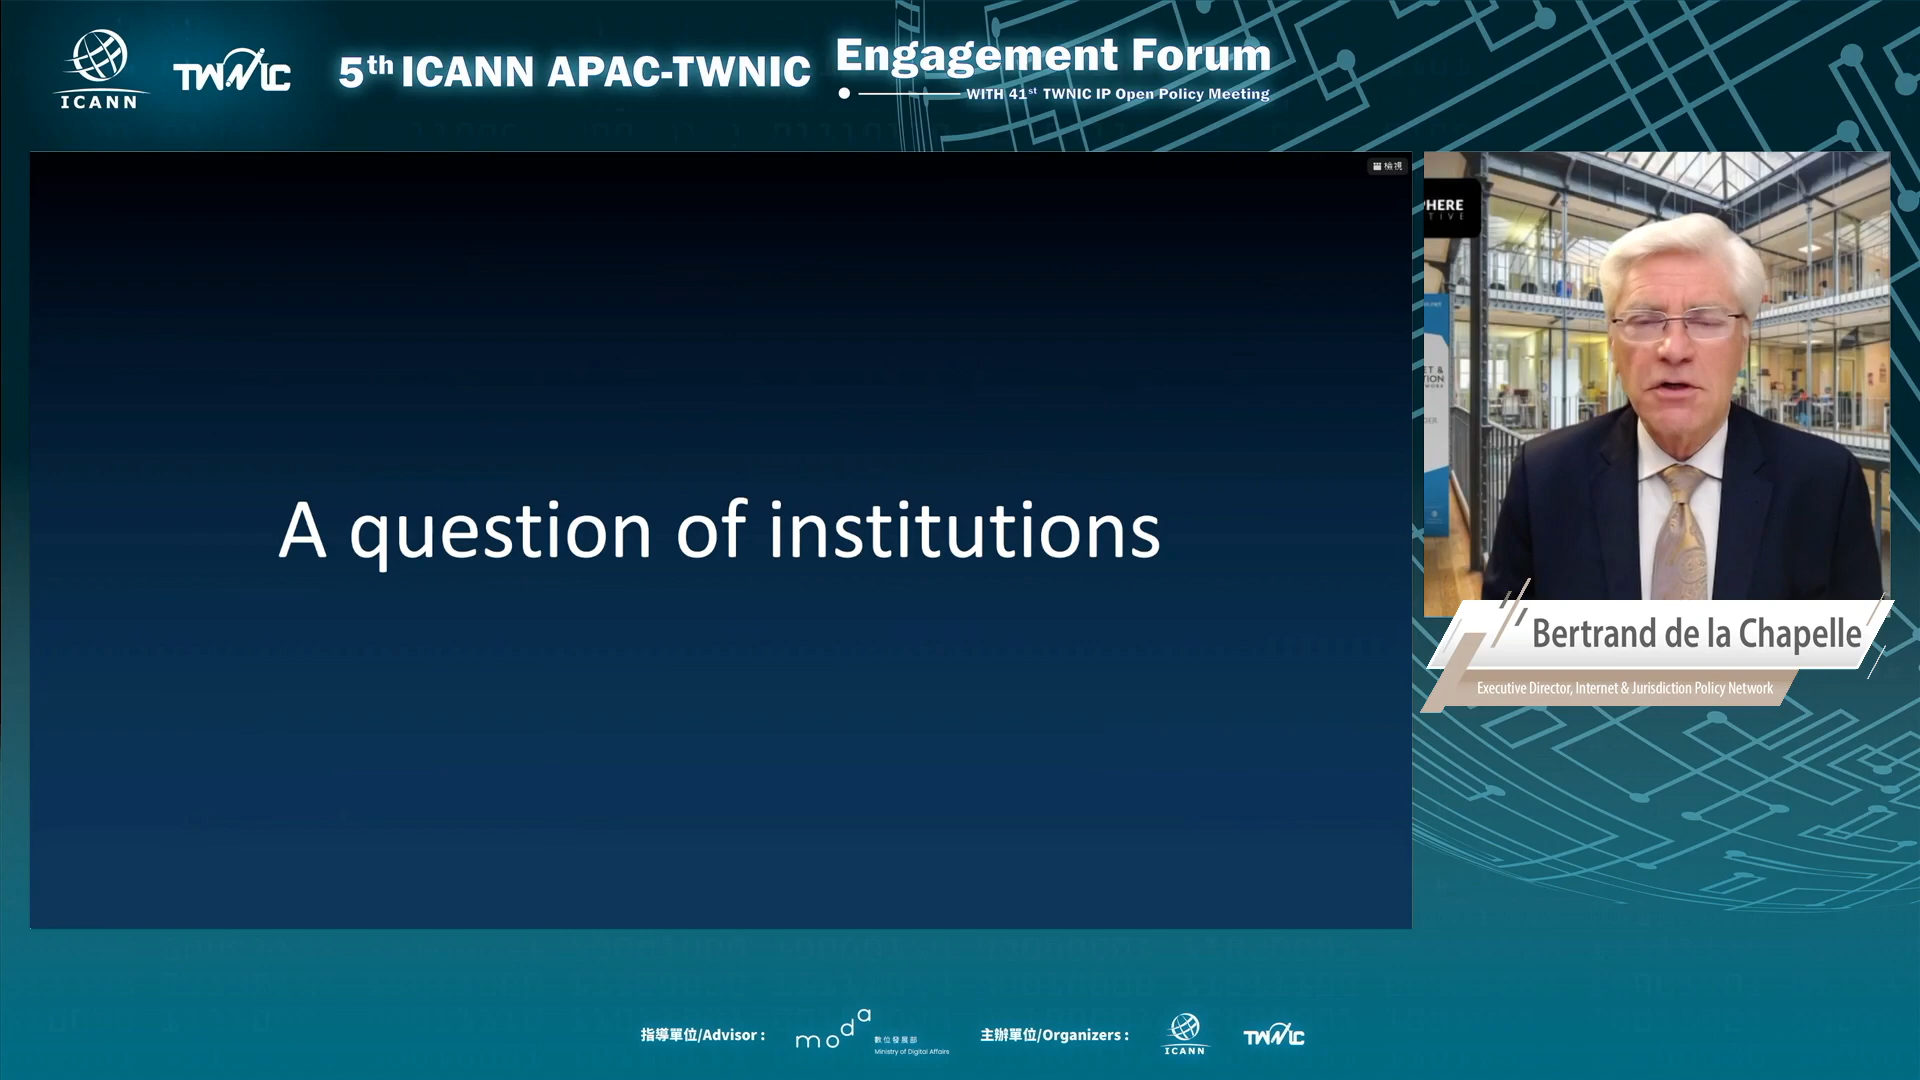 ICANN
TWNIC
5th ICANN APAC-TWNIC
Engagement Forum
WITH 41st TWNIC IP Open Policy Meeting
檢視
A question of institutions
Bertrand de la Chapelle
Executive Director, Internet & Jurisdiction Policy Network
指導單位/Advisor :
moda
數位發展部
Ministry of Digital Affairs
主辦單位/Organizers :
ICANN
TWNIC